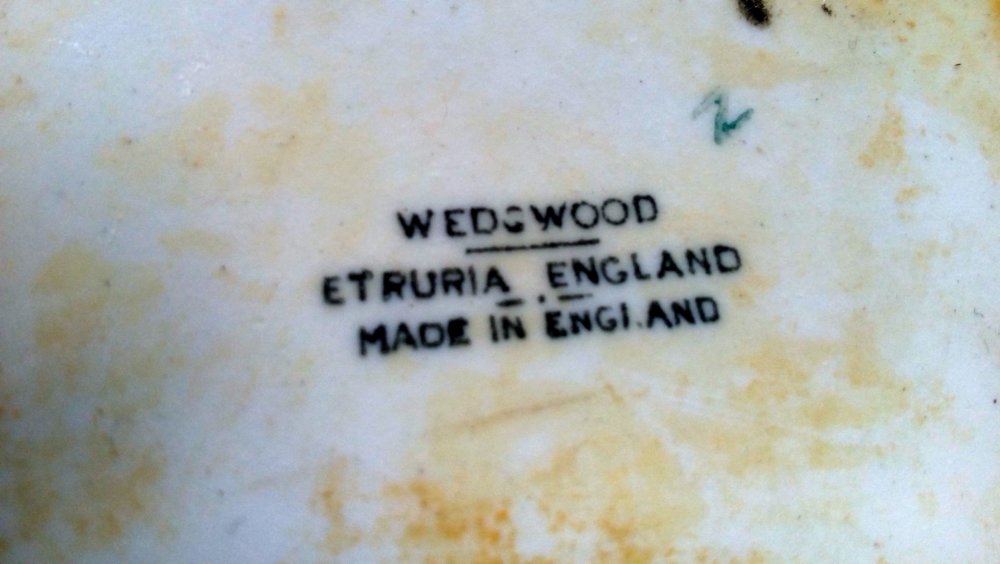 WEDGWOOD
ETRURIA, ENGLAND
MADE IN ENGLAND